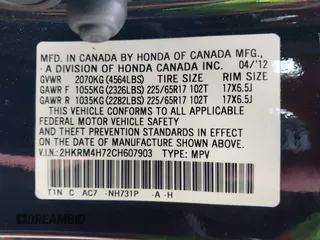 MFD. IN CANADA BY HONDA OF CANADA MFG.,
- A DIVISION OF HONDA CANADA INC. 04/'12
GVWR 2070KG (4564LBS) TIRE SIZE RIM SIZE
GAWR F 1055KG (2326LBS) 225/65R17 102T 17X6.5J
GAWR R 1035KG (2282LBS) 225/65R17 102T 17X6.5J
THIS VEHICLE CONFORMS TO ALL APPLICABLE
FEDERAL MOTOR VEHICLE SAFETY AND
THEFT PREVENTION STANDARDS IN EFFECT ON
THE DATE OF MANUFACTURE SHOWN ABOVE.
V.I.N.: 2HKRM4H72CH607903 TYPE: MPV
T1N C AC7 -NH731P -A -H
DREAMBID